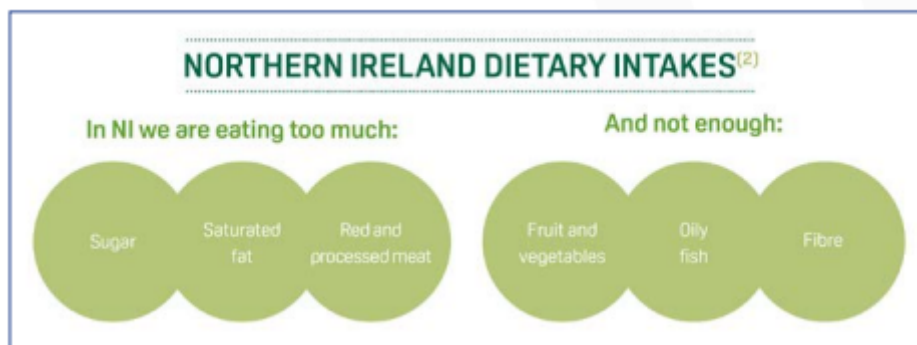 NORTHERN IRELAND DIETARY INTAKES(2)
In NI we are eating too much:
Sugar
Saturated
fat
Red and
processed meat
And not enough:
Fruit and
vegetables
Oily
fish
Fibre